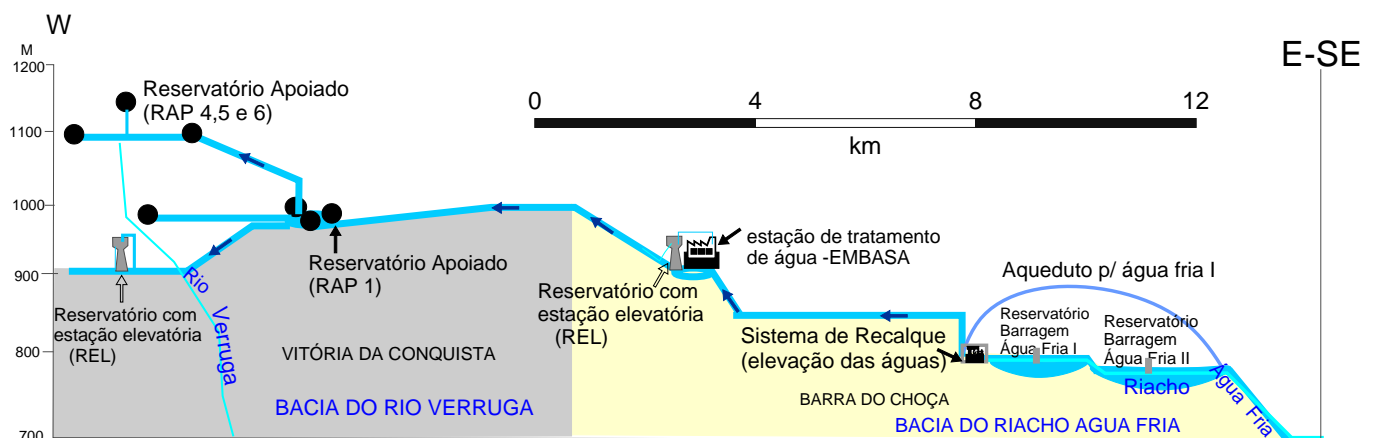 W
E-SE
M
1200
1100
1000
900
800
700
Reservatório Apoiado
(RAP 4,5 e 6)
0
4
8
12
km
estação de tratamento
de água -EMBASA
Reservatório Apoiado
(RAP 1)
Aqueduto p/ água fria I
Reservatório com
estação elevatória
(REL)
Reservatório com
estação elevatória
(REL)
Rio Verruga
Reservatório
Barragem
Água Fria I
Reservatório
Barragem
Água Fria II
Sistema de Recalque
(elevação das águas)
Riacho
Água Fria
VITÓRIA DA CONQUISTA
BARRA DO CHOÇA
BACIA DO RIO VERRUGA
BACIA DO RIACHO AGUA FRIA